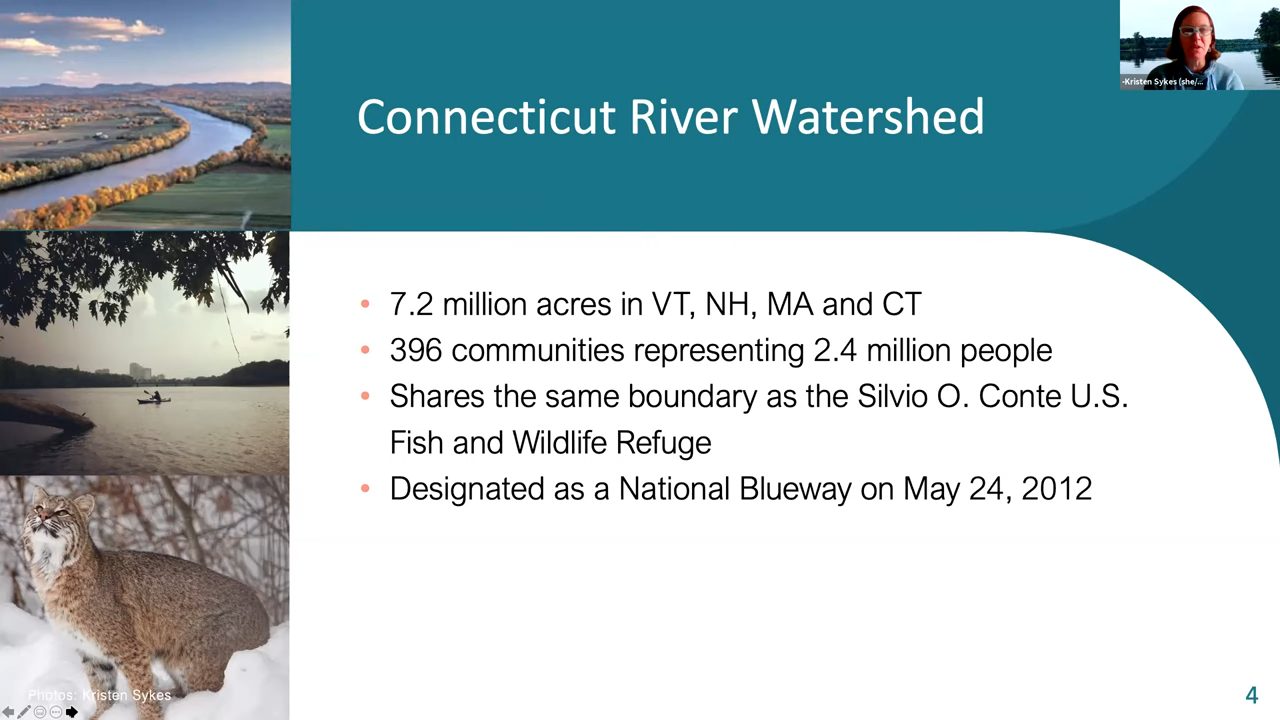 Connecticut River Watershed
-Kristen Sykes (she/...
• 7.2 million acres in VT, NH, MA and CT
• 396 communities representing 2.4 million people
• Shares the same boundary as the Silvio O. Conte U.S.
Fish and Wildlife Refuge
• Designated as a National Blueway on May 24, 2012
Photos: Kristen Sykes
4